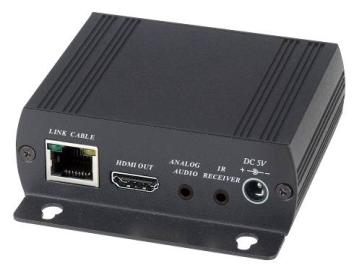 LINK CABLE
HDMI OUT
ANALOG
AUDIO
IR
RECEIVER
DC 5V
+ -